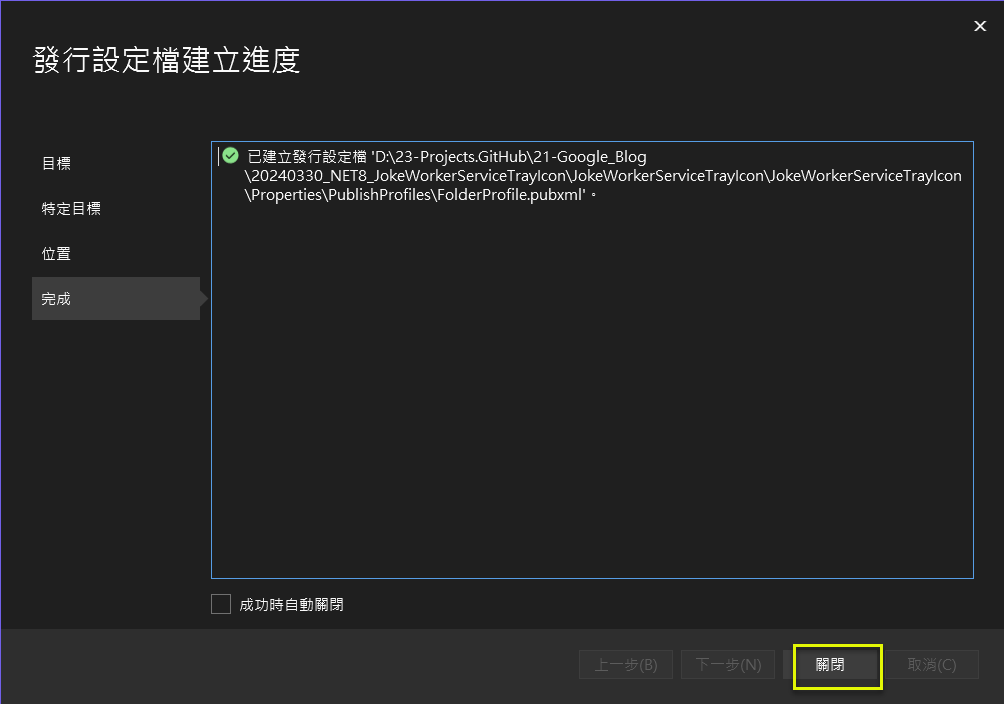 發行設定檔建立進度
目標
特定目標
位置
完成
已建立發行設定檔 'D:\23-Projects.GitHub\21-Google_Blog
\20240330_NET8_JokeWorkerServiceTrayIcon\JokeWorkerServiceTrayIcon\JokeWorkerServiceTrayIcon
\Properties\PublishProfiles\FolderProfile.pubxml'。
成功時自動關閉
上一步(B)
下一步(N)
關閉
取消(C)